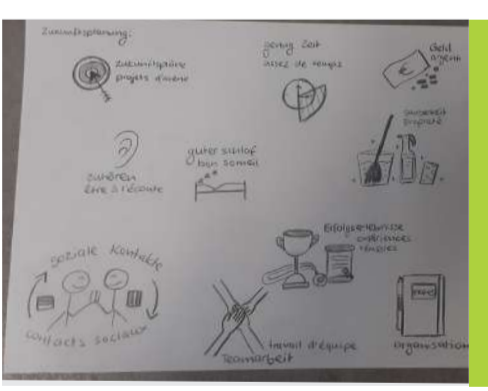 Zukunftsplanung:
zukunftspläne
projets d'avenir
genug Zeit
assez de temps
Geld
argent
sauberkeit
propreté
zuhören
être à l'écoute
guter schlaf
bon someil
Erfolgserlebnisse
expériences
réussies
soziale Kontakte
contacts sociaux
travail d'équipe
Teamarbeit
organisation